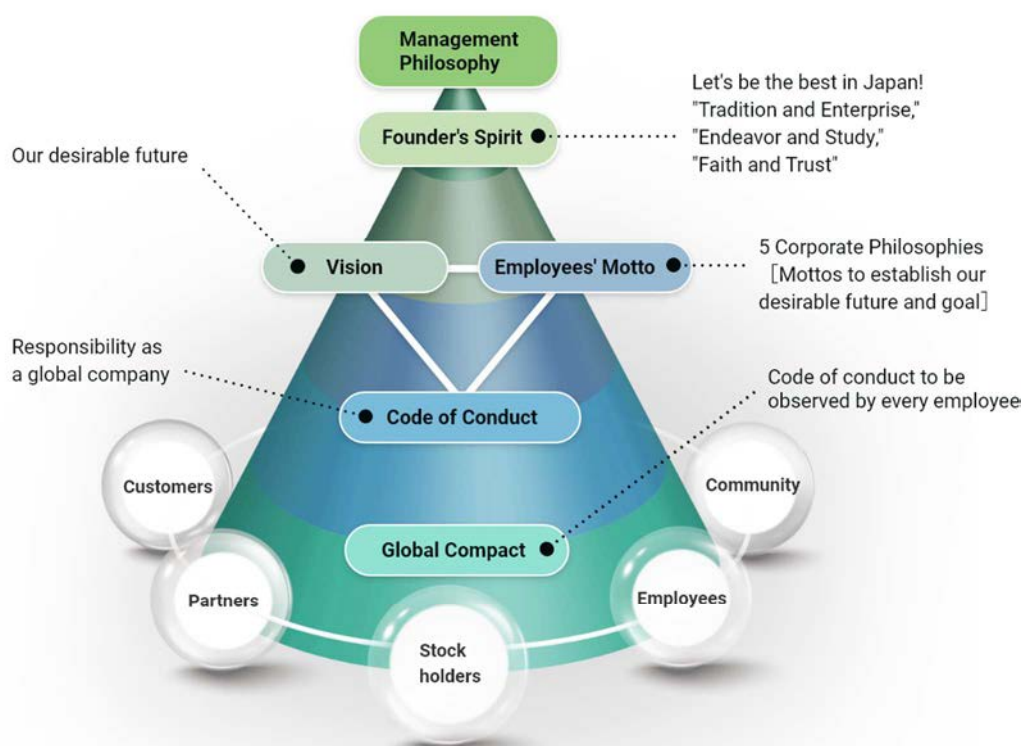 Management
Philosophy
Founder's Spirit
Let's be the best in Japan!
"Tradition and Enterprise,"
"Endeavor and Study,"
"Faith and Trust"
Our desirable future
Vision
Employees' Motto
5 Corporate Philosophies
［Mottos to establish our
desirable future and goal］
Responsibility as
a global company
Code of Conduct
Code of conduct to be
observed by every employee
Customers
Community
Global Compact
Partners
Employees
Stock
holders